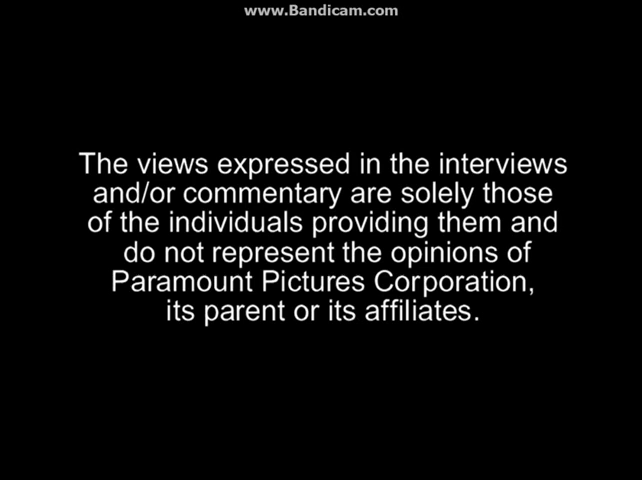 www.Bandicam.com
The views expressed in the interviews
and/or commentary are solely those
of the individuals providing them and
do not represent the opinions of
Paramount Pictures Corporation,
its parent or its affiliates.